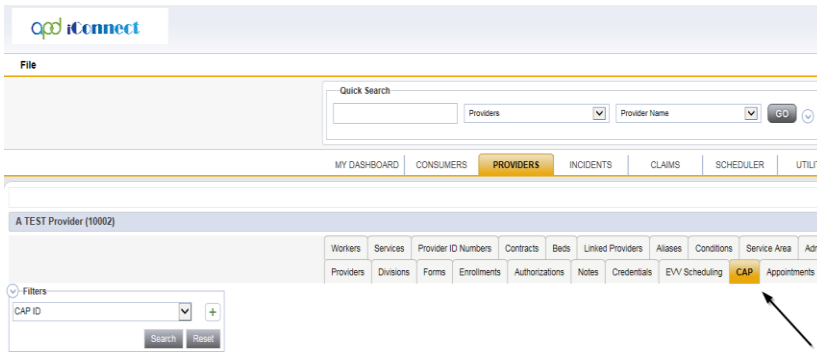 apd iConnect
File
Quick Search
Providers Provider Name GO
MY DASHBOARD CONSUMERS PROVIDERS INCIDENTS CLAIMS SCHEDULER UTILIT
A TEST Provider (10002)
Workers Services Provider ID Numbers Contracts Beds Linked Providers Aliases Conditions Service Area Adm
Providers Divisions Forms Enrollments Authorizations Notes Credentials EVV Scheduling CAP Appointments
Filters
CAP ID +
Search Reset